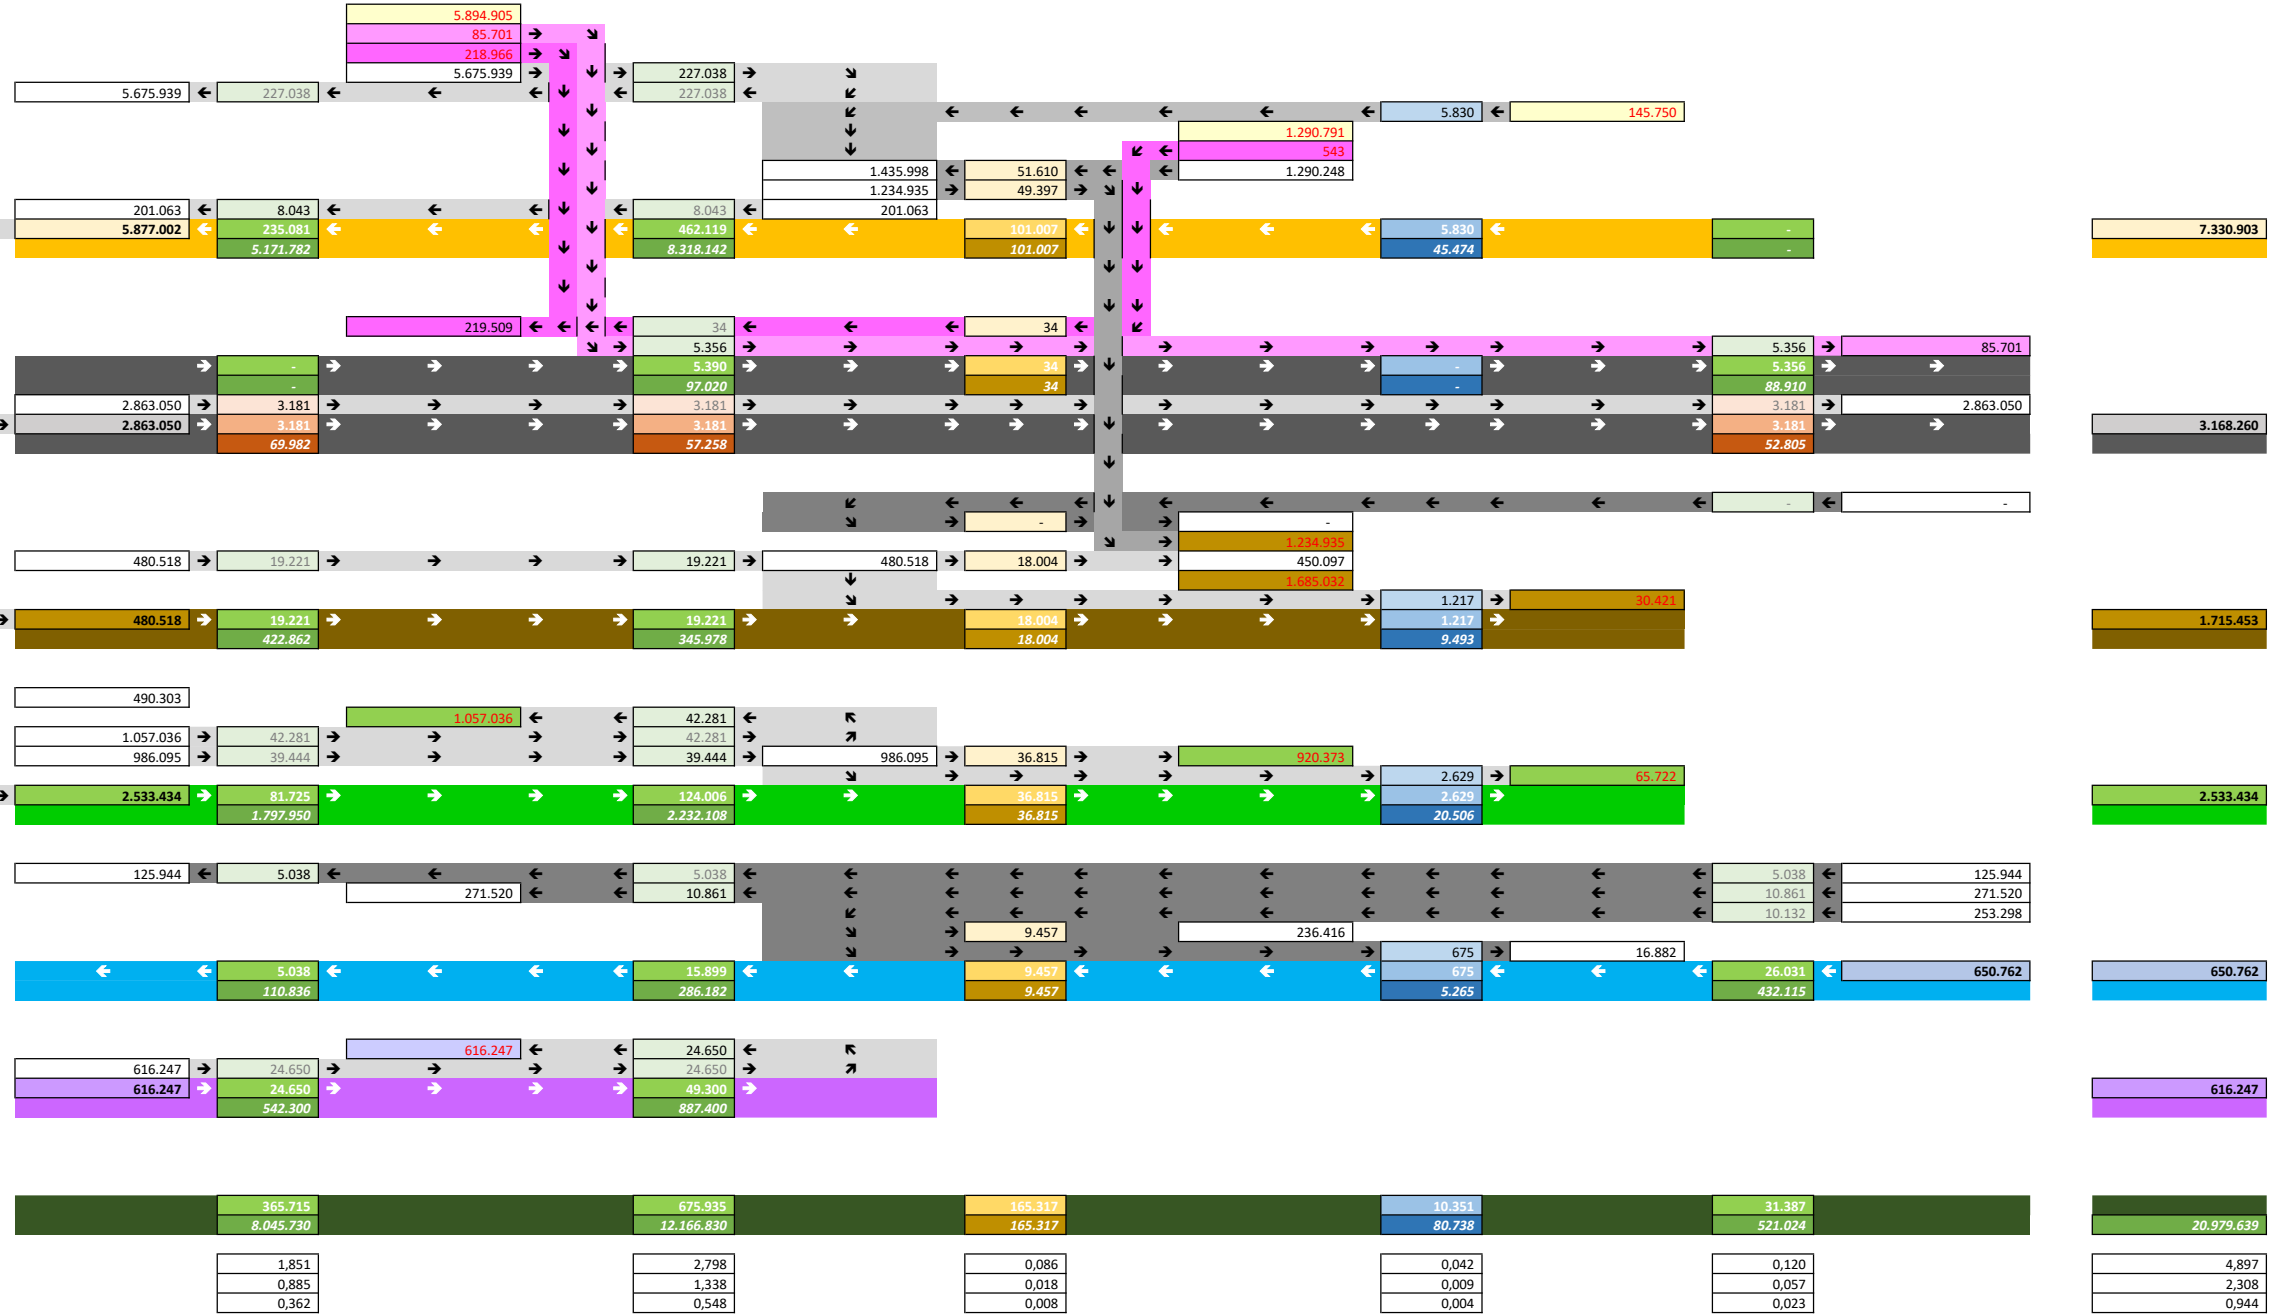 5.894.905
85.701
218.966
5.675.939 227.038
5.675.939 227.038 227.038
5.830 145.750
1.290.791
543
1.435.998 51.610 1.290.248
1.234.935 49.397
201.063 8.043 8.043 201.063
5.877.002 235.081 462.119 101.007 5.830 - 7.330.903
5.171.782 8.318.142 101.007 45.474 -
219.509 34 34
5.356 5.356 85.701
- 5.390 34 - 5.356
- 97.020 34 - 88.910
2.863.050 3.181 3.181 3.181 2.863.050
2.863.050 3.181 3.181 3.181 3.168.260
69.982 57.258 52.805
- -
- -
1.234.935
480.518 19.221 19.221 480.518 18.004 450.097
1.685.032
1.217 30.421
480.518 19.221 19.221 18.004 1.217 1.715.453
422.862 345.978 18.004 9.493
490.303
1.057.036 42.281
1.057.036 42.281 42.281
986.095 39.444 39.444 986.095 36.815 920.373
2.629 65.722
2.533.434 81.725 124.006 36.815 2.629 2.533.434
1.797.950 2.232.108 36.815 20.506
125.944 5.038 5.038 5.038 125.944
271.520 10.861 10.861 271.520
10.132 253.298
9.457 236.416
675 16.882
5.038 15.899 9.457 675 26.031 650.762 650.762
110.836 286.182 9.457 5.265 432.115
616.247 24.650
616.247 24.650 24.650
616.247 24.650 49.300 616.247
542.300 887.400
365.715 675.935 165.317 10.351 31.387
8.045.730 12.166.830 165.317 80.738 521.024 20.979.639
1,851 2,798 0,086 0,042 0,120 4,897
0,885 1,338 0,018 0,009 0,057 2,308
0,362 0,548 0,008 0,004 0,023 0,944